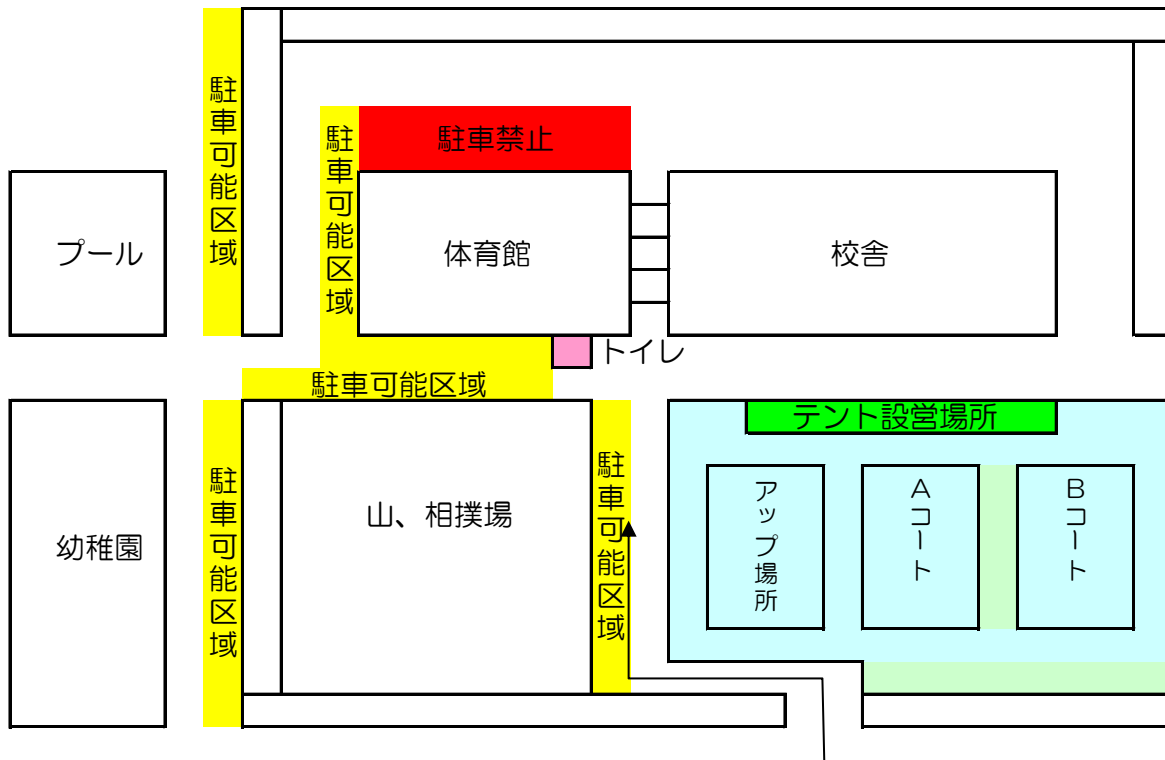 駐車可能区域
駐車可能区域
駐車禁止
プール
体育館
校舎
トイレ
駐車可能区域
テント設営場所
幼稚園
駐車可能区域
山、相撲場
駐車可能区域
アップ場所
Aコート
Bコート